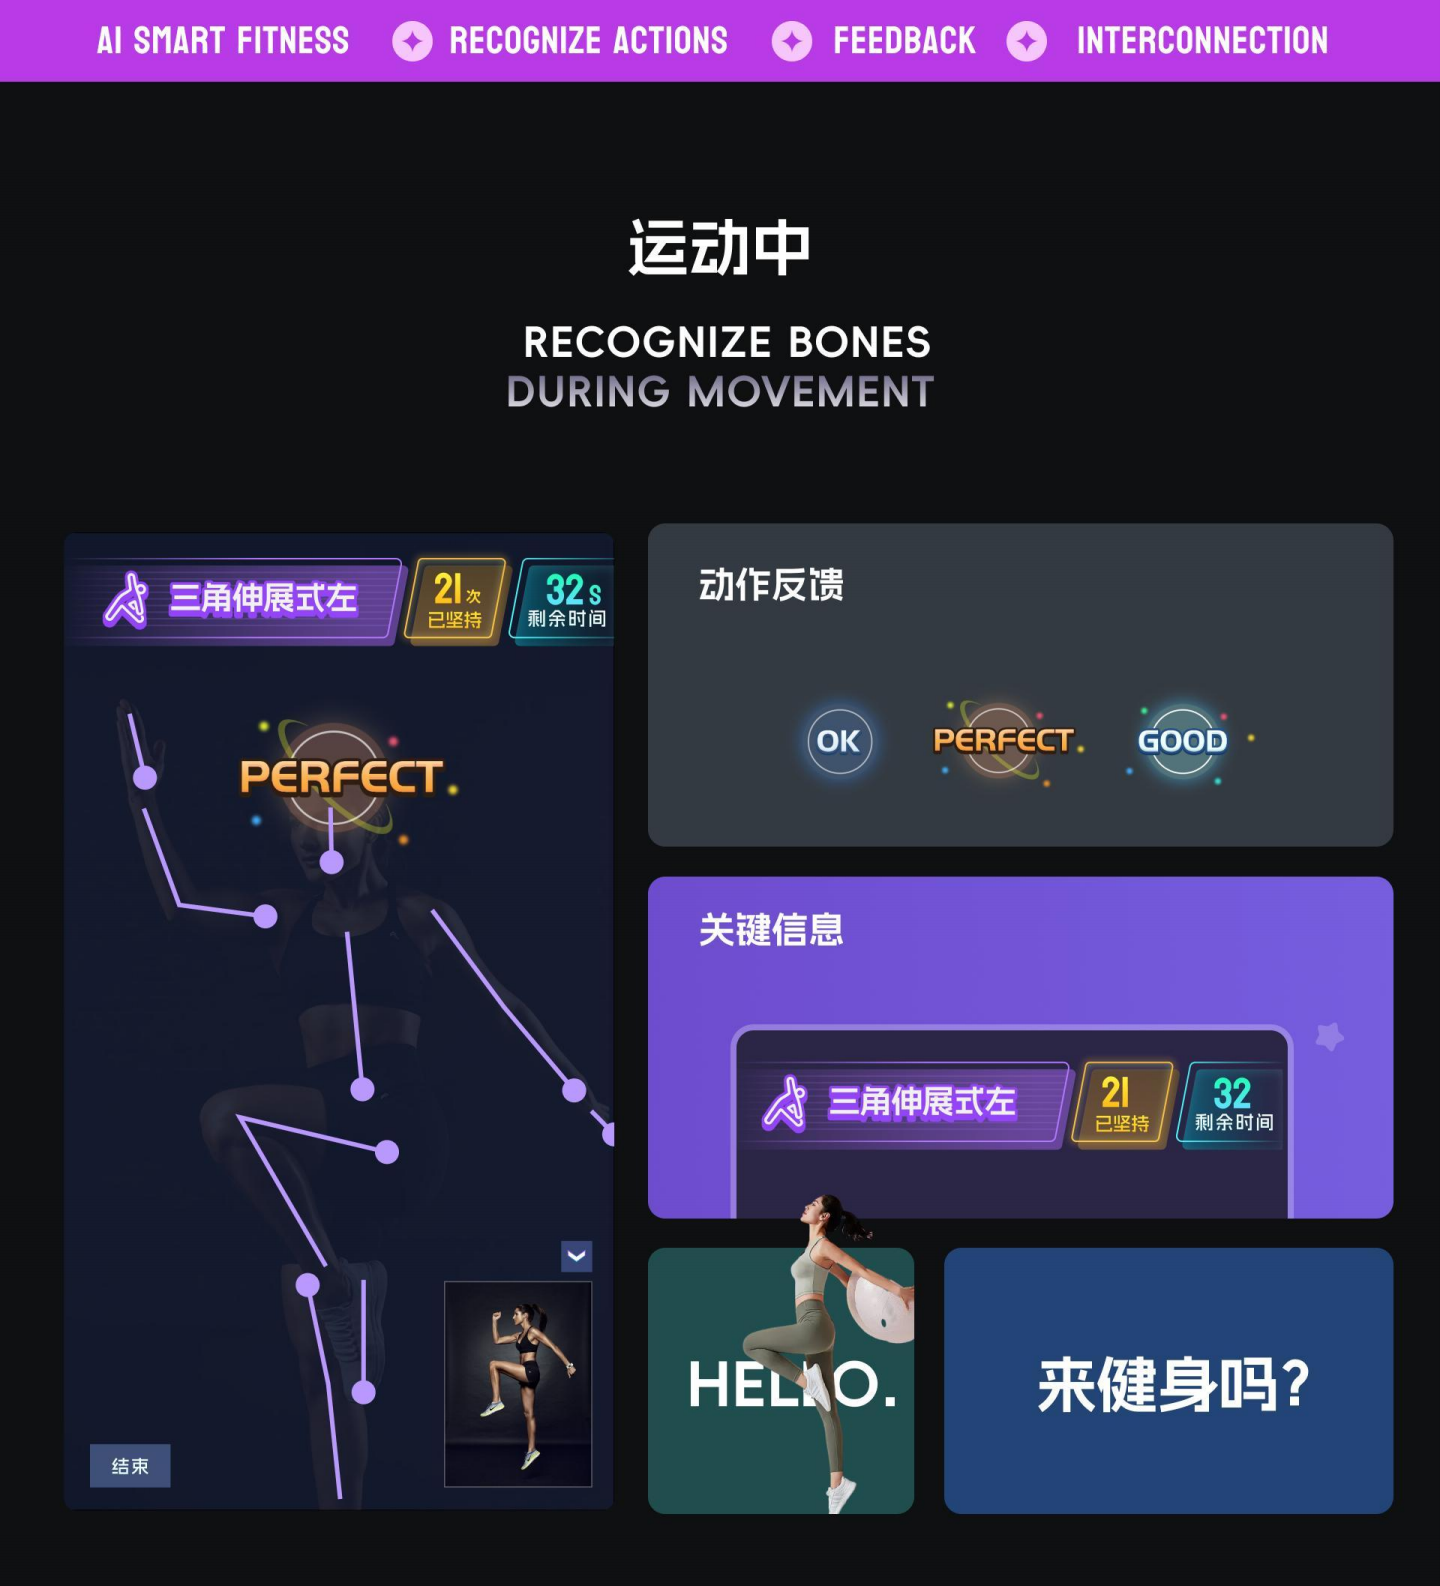 AI SMART FITNESS RECOGNIZE ACTIONS FEEDBACK INTERCONNECTION
运动中
RECOGNIZE BONES
DURING MOVEMENT
三角伸展式左
21次
已坚持
32s
剩余时间
PERFECT
结束
动作反馈
OK PERFECT GOOD
关键信息
三角伸展式左
21
已坚持
32
剩余时间
HELLO.
来健身吗?